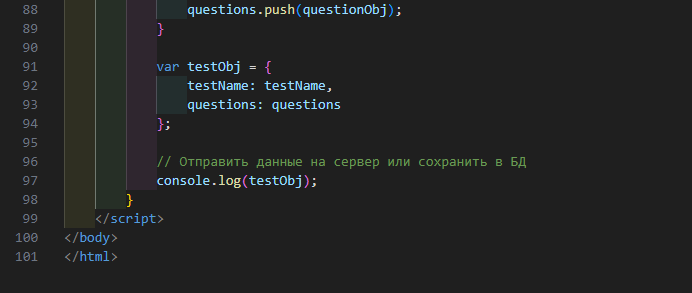 88 questions.push(questionObj);
89 }
90
91 var testObj = {
92 testName: testName,
93 questions: questions
94 };
95
96 // Отправить данные на сервер или сохранить в БД
97 console.log(testObj);
98 }
99 </script>
100 </body>
101 </html>